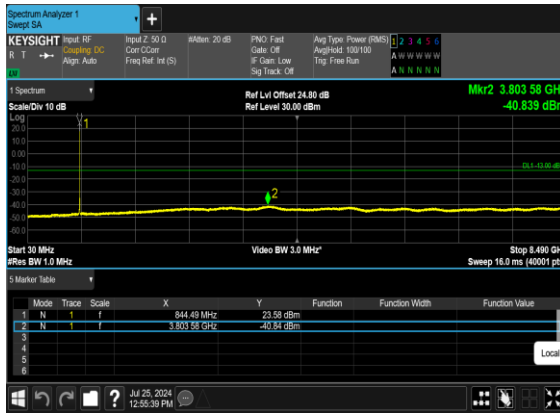 Spectrum Analyzer 1
Swept SA
KEYSIGHT
R T
Input: RF
Coupling: DC
Align: Auto
Input Z: 50 Ω
Corr CCorr
Freq Ref: Int (S)
#Atten: 20 dB
PNO: Fast
Gate: Off
IF Gain: Low
Sig Track: Off
Avg Type: Power (RMS)
Avg|Hold: 100/100
Trig: Free Run
1 2 3 4 5 6
A W W W W W
A N N N N N
1 Spectrum
Scale/Div 10 dB
Ref Lvl Offset 24.80 dB
Ref Level 30.00 dBm
Mkr2 3.803 58 GH
-40.839 dBm
Log
20.0
10.0
0.00
-10.0
-20.0
-30.0
-40.0
-50.0
-60.0
1
2
DL1 -13.00 dBm
Start 30 MHz
#Res BW 1.0 MHz
Video BW 3.0 MHz*
Stop 8.490 GH
Sweep 16.0 ms (40001 pts
5 Marker Table
Mode Trace Scale X Y Function Function Width Function Value
1 N 1 f 844.49 MHz 23.58 dBm
2 N 1 f 3.803 58 GHz -40.84 dBm
3
4
5
6
Local
?
Jul 25, 2024
12:55:39 PM